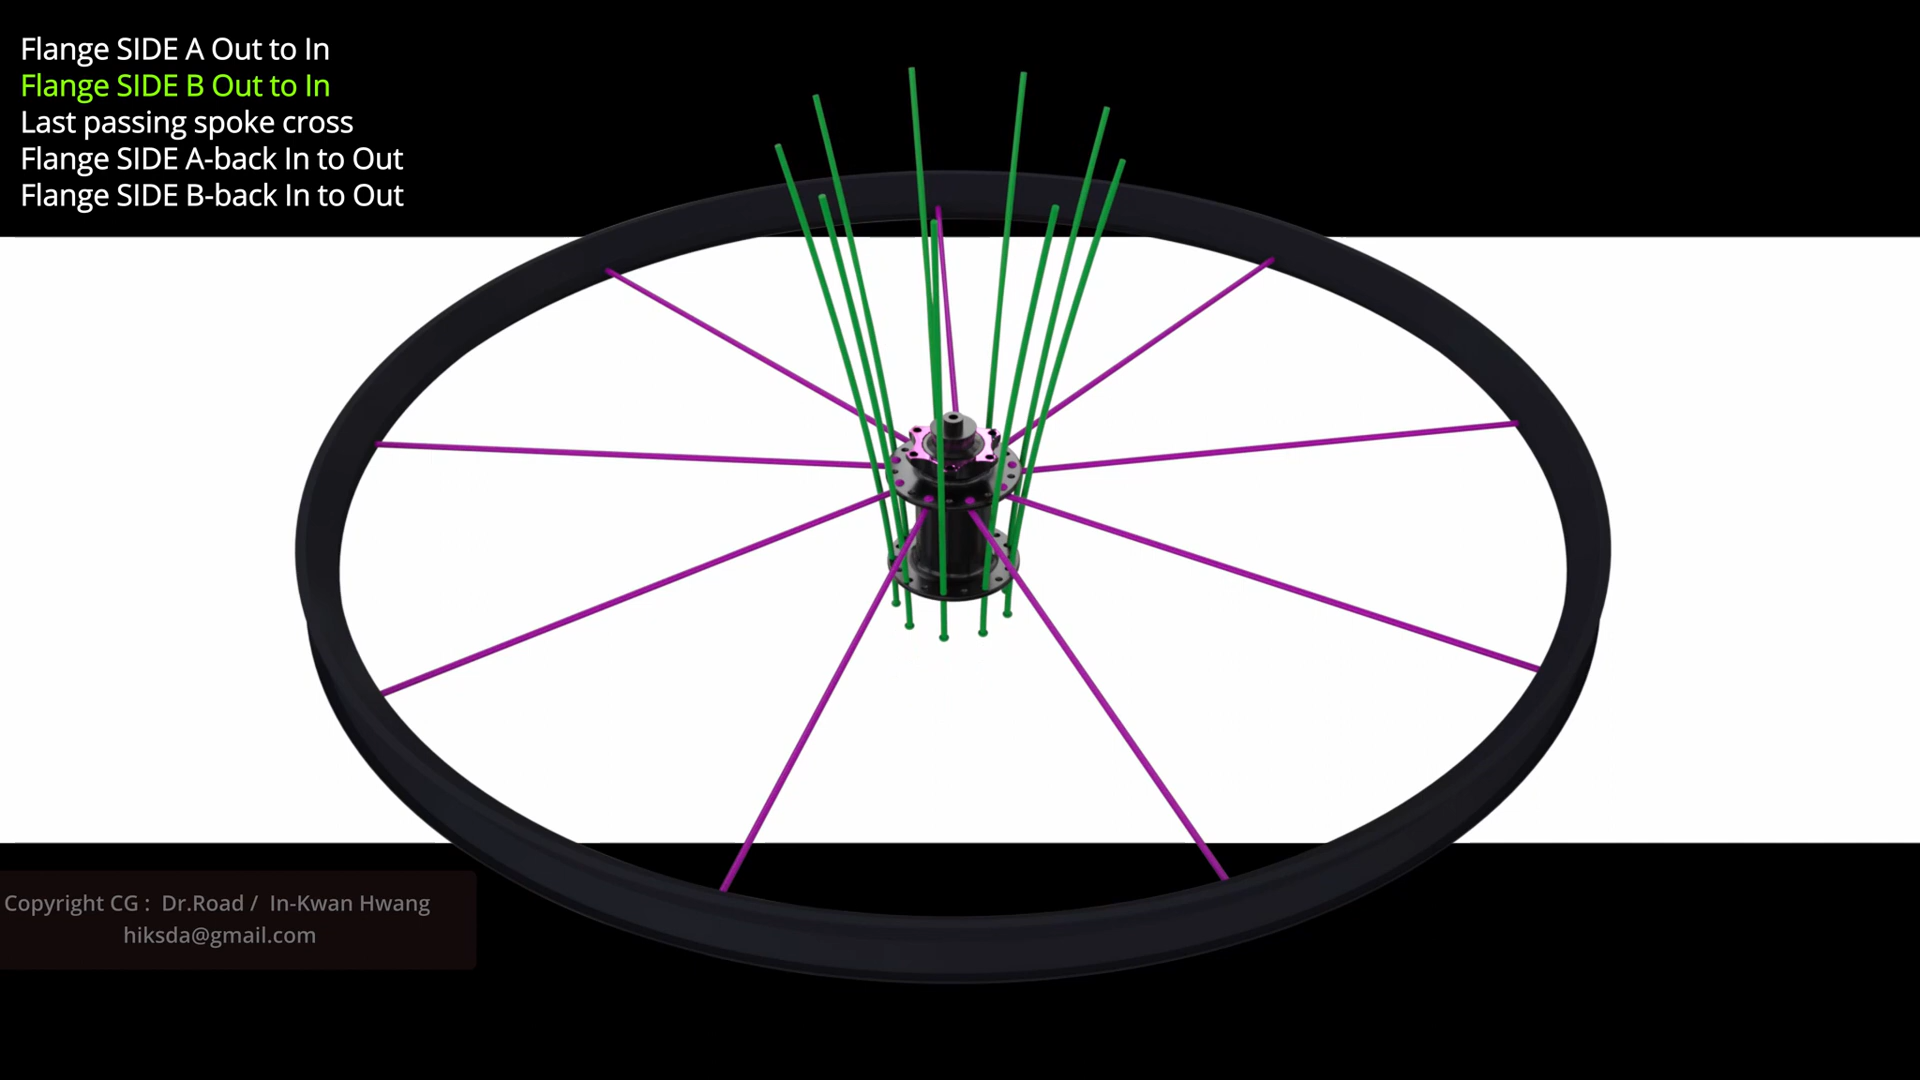 Flange SIDE A Out to In
Flange SIDE B Out to In
Last passing spoke cross
Flange SIDE A-back In to Out
Flange SIDE B-back In to Out
Copyright CG : Dr.Road / In-Kwan Hwang
hiksda@gmail.com